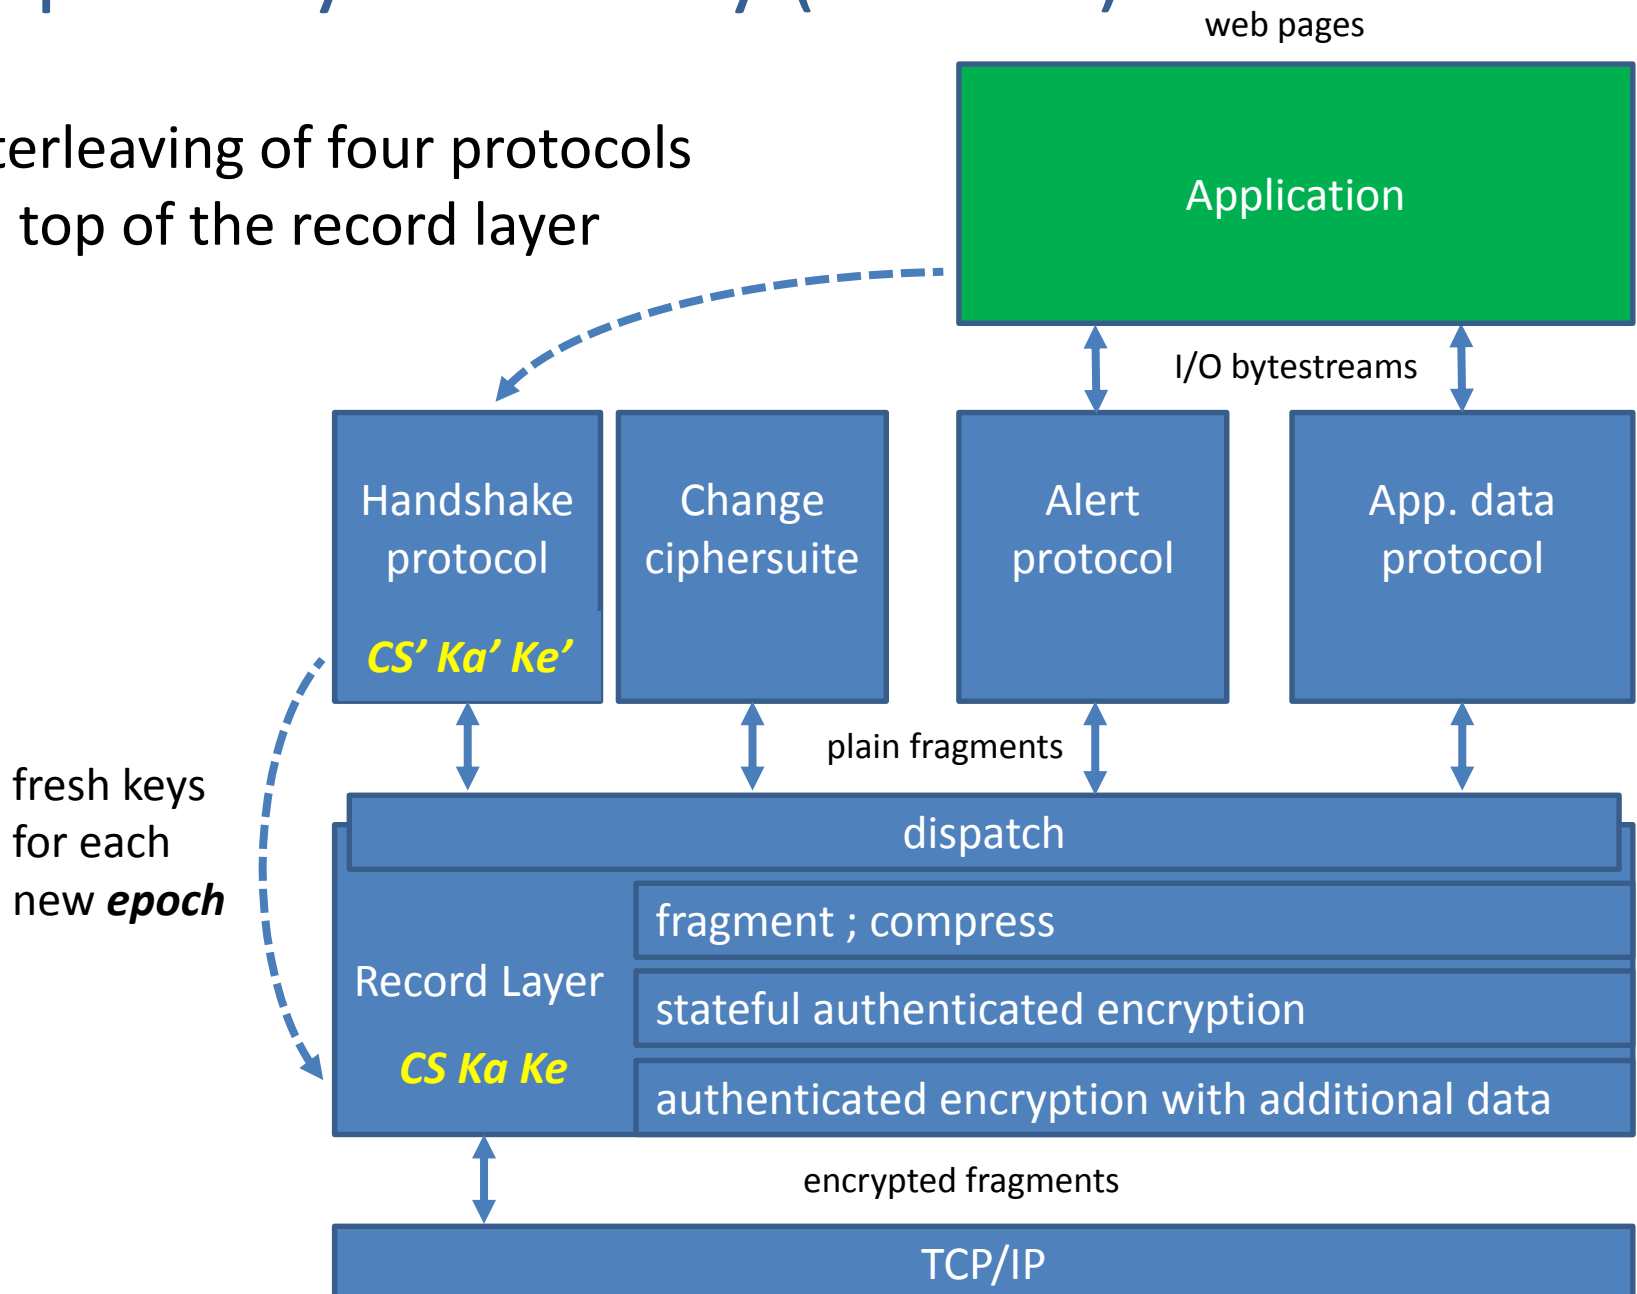 web pages
terleaving of four protocols
top of the record layer
Application
I/O bytestreams
Handshake
protocol
CS’ Ka’ Ke’
Change
ciphersuite
Alert
protocol
App. data
protocol
plain fragments
fresh keys
for each
new epoch
dispatch
fragment ; compress
Record Layer
stateful authenticated encryption
CS Ka Ke
authenticated encryption with additional data
encrypted fragments
TCP/IP